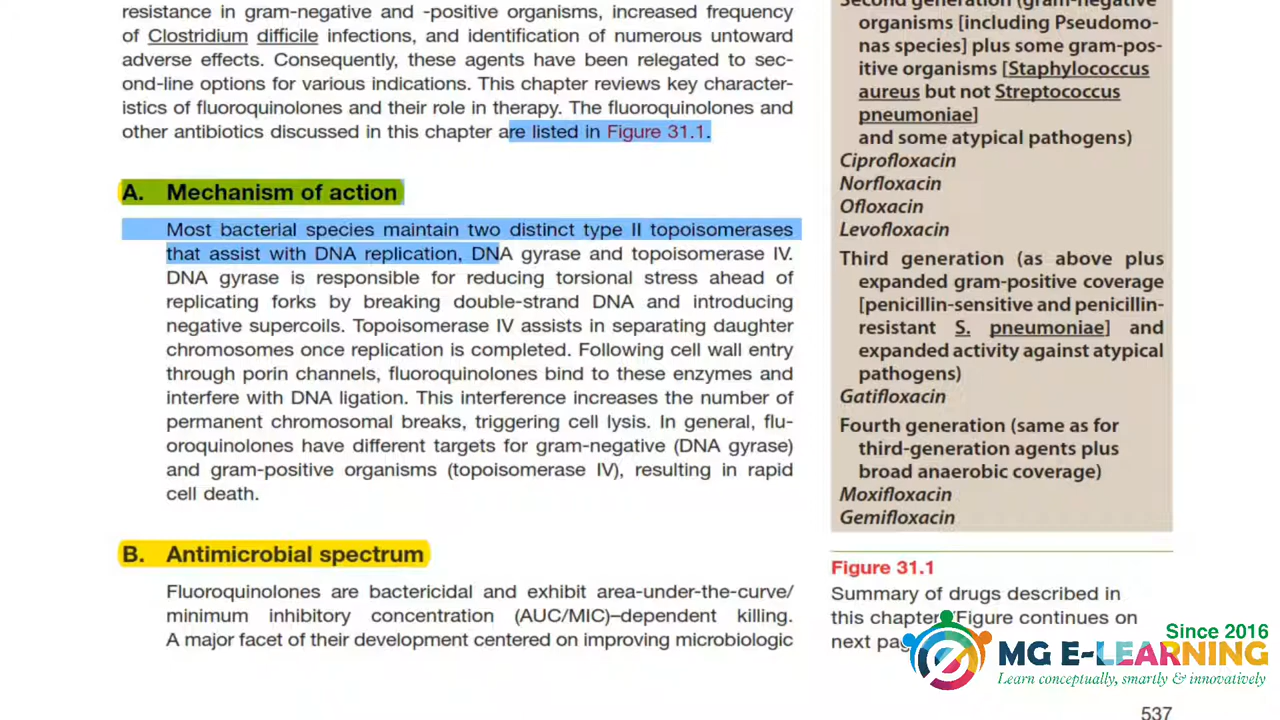 resistance in gram-negative and -positive organisms, increased frequency
of Clostridium difficile infections, and identification of numerous untoward
adverse effects. Consequently, these agents have been relegated to sec-
ond-line options for various indications. This chapter reviews key character-
istics of fluoroquinolones and their role in therapy. The fluoroquinolones and
other antibiotics discussed in this chapter are listed in Figure 31.1.
A. Mechanism of action
Most bacterial species maintain two distinct type II topoisomerases
that assist with DNA replication, DNA gyrase and topoisomerase IV.
DNA gyrase is responsible for reducing torsional stress ahead of
replicating forks by breaking double-strand DNA and introducing
negative supercoils. Topoisomerase IV assists in separating daughter
chromosomes once replication is completed. Following cell wall entry
through porin channels, fluoroquinolones bind to these enzymes and
interfere with DNA ligation. This interference increases the number of
permanent chromosomal breaks, triggering cell lysis. In general, flu-
oroquinolones have different targets for gram-negative (DNA gyrase)
and gram-positive organisms (topoisomerase IV), resulting in rapid
cell death.
B. Antimicrobial spectrum
Fluoroquinolones are bactericidal and exhibit area-under-the-curve/
minimum inhibitory concentration (AUC/MIC)–dependent killing.
A major facet of their development centered on improving microbiologic
Second generation (gram-negative
organisms [including Pseudomo-
nas species] plus some gram-pos-
itive organisms [Staphylococcus
aureus but not Streptococcus
pneumoniae]
and some atypical pathogens)
Ciprofloxacin
Norfloxacin
Ofloxacin
Levofloxacin
Third generation (as above plus
expanded gram-positive coverage
[penicillin-sensitive and penicillin-
resistant S. pneumoniae] and
expanded activity against atypical
pathogens)
Gatifloxacin
Fourth generation (same as for
third-generation agents plus
broad anaerobic coverage)
Moxifloxacin
Gemifloxacin
Figure 31.1
Summary of drugs described in
this chapter. (Figure continues on
next
Since 2016
MG E-LEARNING
Learn conceptually, smartly & innovatively
537